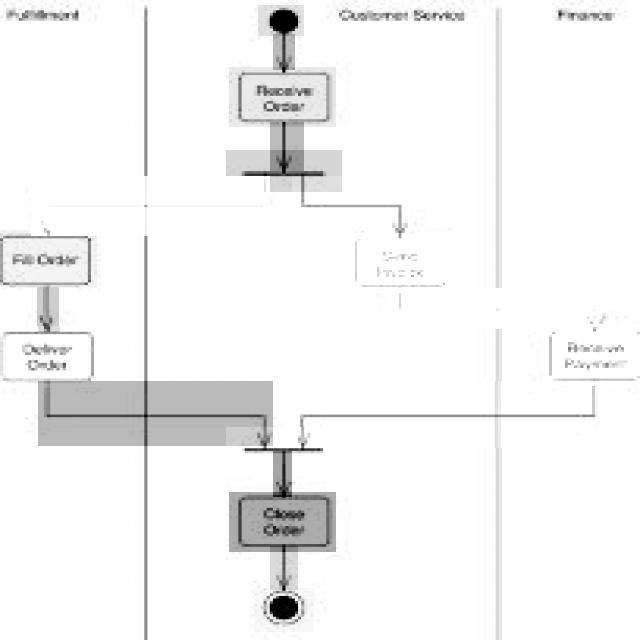 Fulfillment
Customer Service
Finance
Receive
Order
Fill Order
Send
Invoice
Deliver
Order
Receive
Payment
Close
Order